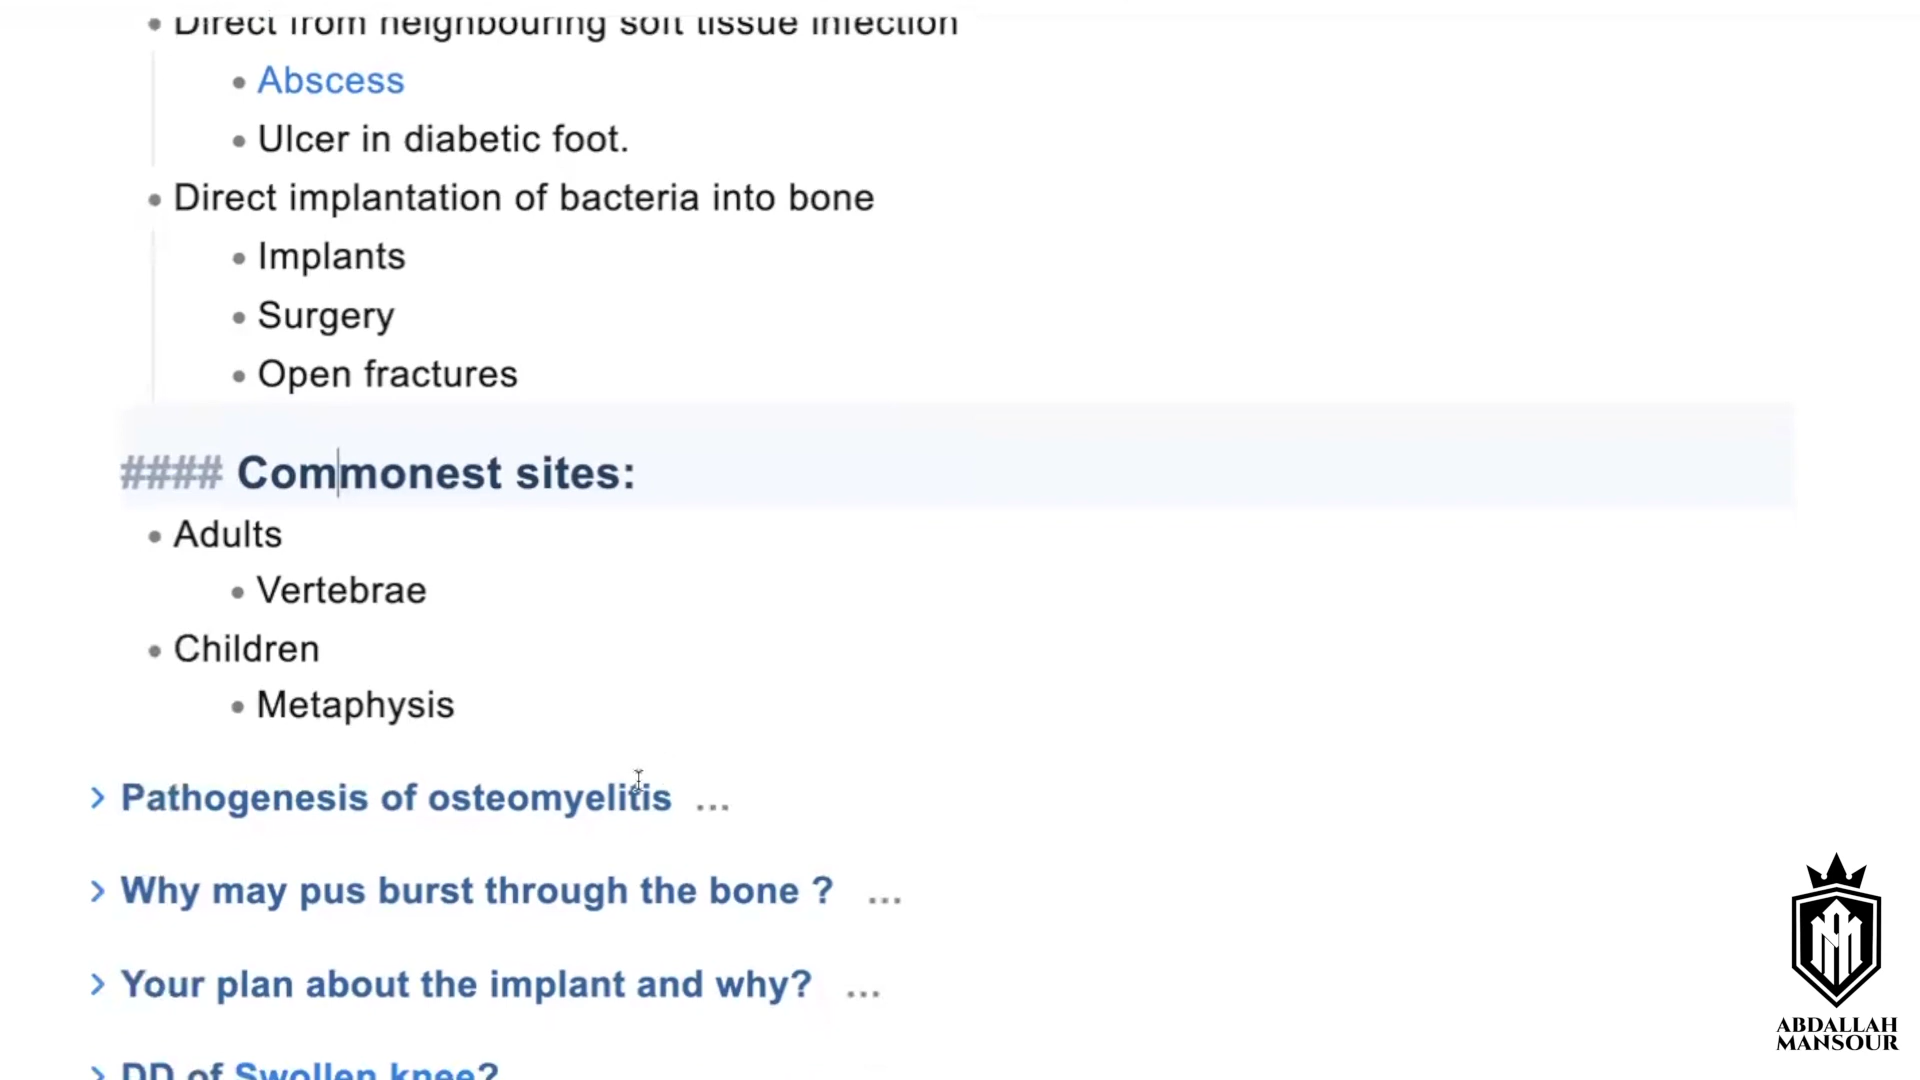 Direct from neighbouring soft tissue infection
Abscess
Ulcer in diabetic foot.
Direct implantation of bacteria into bone
Implants
Surgery
Open fractures
#### Commonest sites:
Adults
Vertebrae
Children
Metaphysis
Pathogenesis of osteomyelitis ...
Why may pus burst through the bone ? ...
Your plan about the implant and why? ...
DD of Swollen knee?
ABDALLAH
MANSOUR